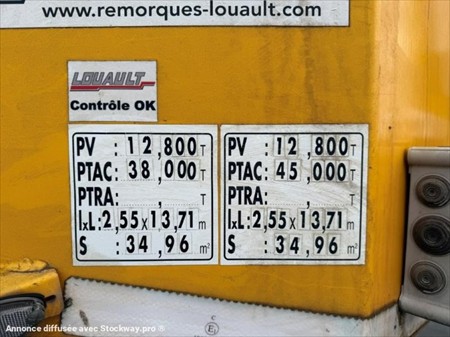 www.remorques-louault.com
LOUAULT
Contrôle OK
PV : 12,800 T
PTAC : 38,000 T
PTRA : , T
lxL : 2,55 x 13,71 m
S : 34,96 m²
PV : 12,800 T
PTAC : 45,000 T
PTRA : , T
lxL : 2,55 x 13,71 m
S : 34,96 m²
Annonce diffusée avec Stockway.pro ®